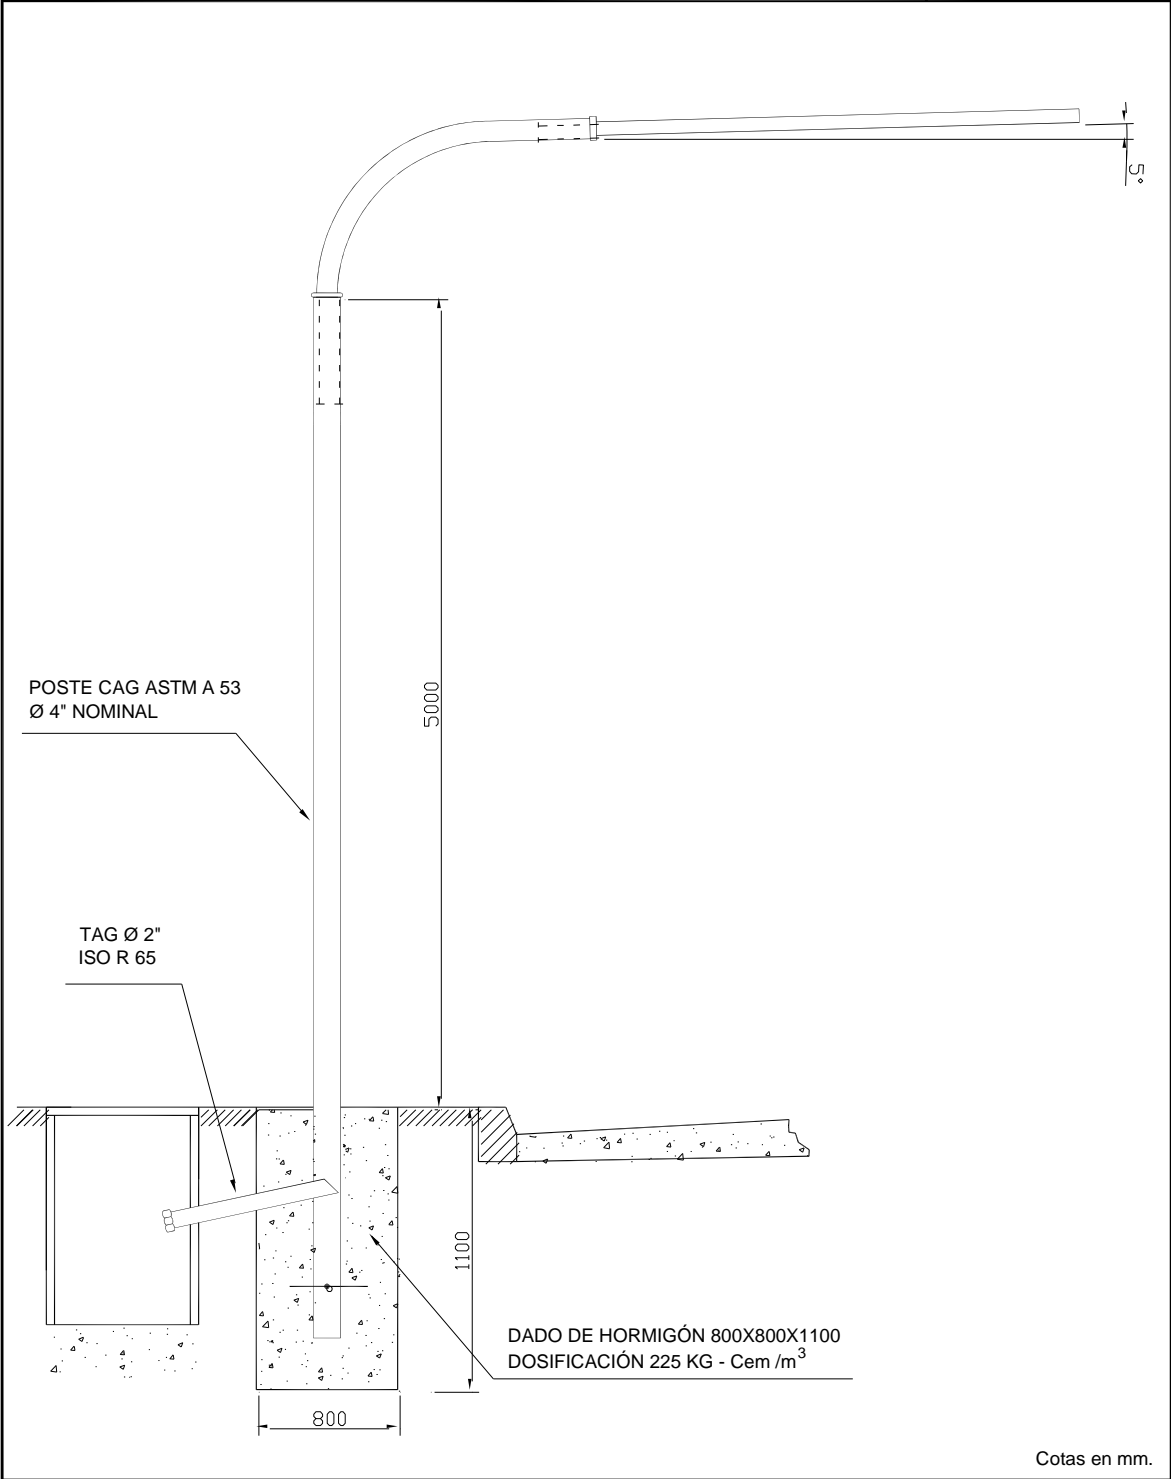 5°
5000
POSTE CAG ASTM A 53
Ø 4" NOMINAL
TAG Ø 2"
ISO R 65
1100
DADO DE HORMIGÓN 800X800X1100
DOSIFICACIÓN 225 KG - Cem /m³
800
Cotas en mm.